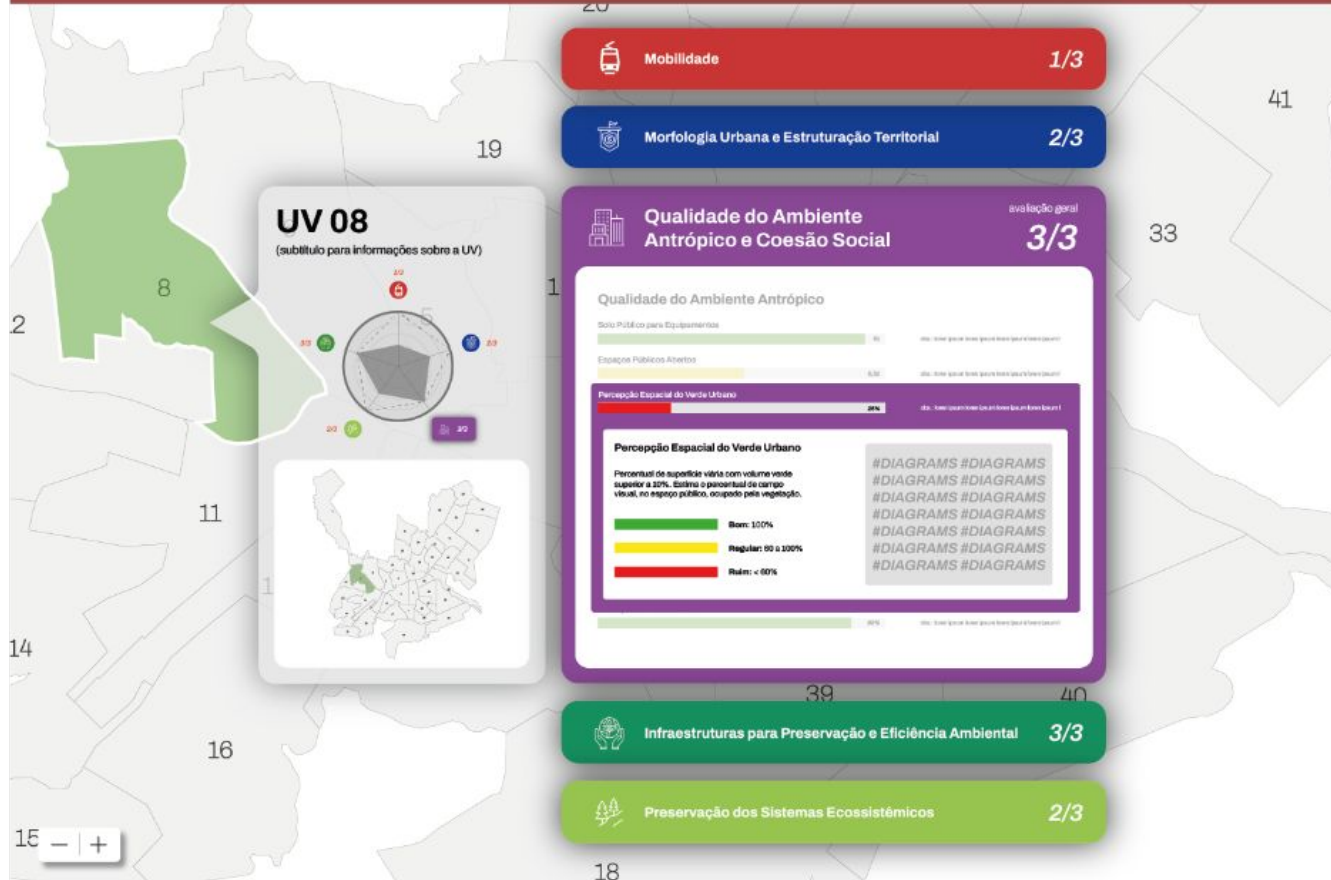 20
Mobilidade
1/3
41
19
Morfologia Urbana e Estruturação Territorial
2/3
UV 08
(subtítulo para informações sobre a UV)
Qualidade do Ambiente
Antrópico e Coesão Social
avaliação geral
3/3
33
8
1
2
5
Qualidade do Ambiente Antrópico
Solo Público para Equipamentos
Espaços Públicos Abertos
Percepção Espacial do Verde Urbano
Percepção Espacial do Verde Urbano
Percentual de superfície viária com volume verde
superior a 10%. Estima o percentual de campo
visual, no espaço público, ocupado pela vegetação.
Bom: 100%
Regular: 60 a 100%
Ruim: < 60%
#DIAGRAMS #DIAGRAMS
#DIAGRAMS #DIAGRAMS
#DIAGRAMS #DIAGRAMS
#DIAGRAMS #DIAGRAMS
#DIAGRAMS #DIAGRAMS
#DIAGRAMS #DIAGRAMS
#DIAGRAMS #DIAGRAMS
11
1
14
39
40
16
Infraestruturas para Preservação e Eficiência Ambiental
3/3
Preservação dos Sistemas Ecossistêmicos
2/3
15
− | +
18